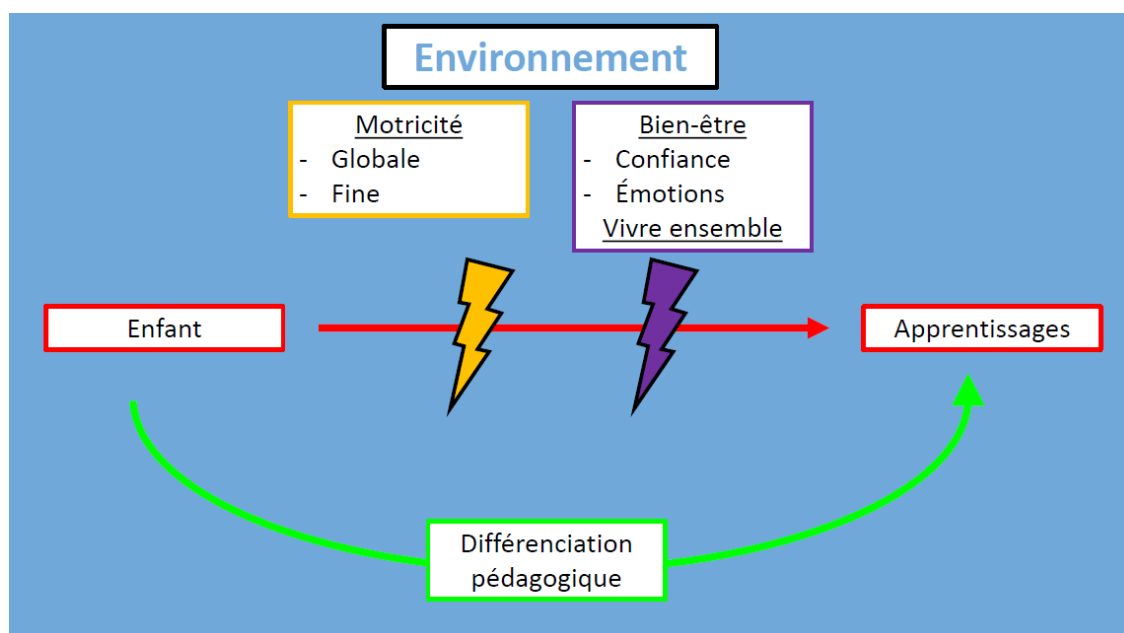 Environnement
Motricité
- Globale
- Fine
Bien-être
- Confiance
- Émotions
Vivre ensemble
Enfant
Apprentissages
Différenciation
pédagogique